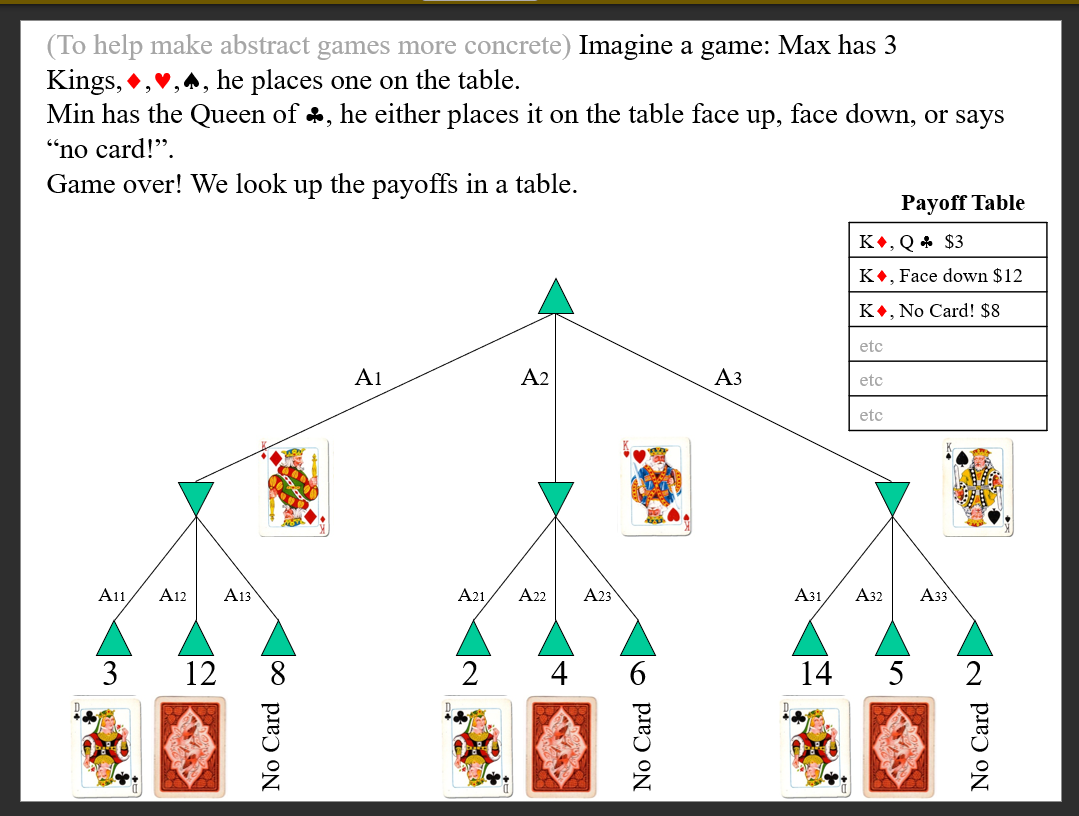 (To help make abstract games more concrete) Imagine a game: Max has 3
Kings,♦,♥,♠, he places one on the table.
Min has the Queen of ♣, he either places it on the table face up, face down, or says
“no card!”.
Game over! We look up the payoffs in a table.
Payoff Table
K♦, Q ♣ $3
K♦, Face down $12
K♦, No Card! $8
etc
etc
etc
A1 A2 A3
K K K
K K K
A11 A12 A13 A21 A22 A23 A31 A32 A33
3 12 8 2 4 6 14 5 2
D D D
No Card No Card No Card
D D D